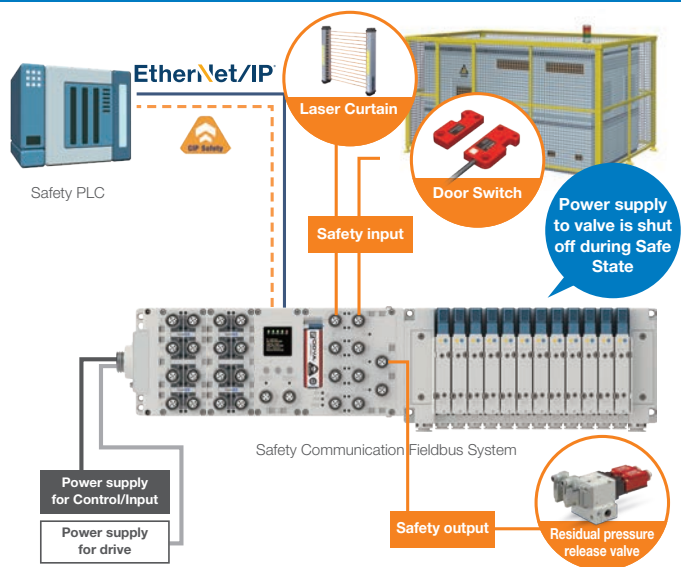 EtherNet/IP
CIP Safety
Safety PLC
Laser Curtain
Door Switch
Safety input
Power supply
to valve is shut
off during Safe
State
Safety Communication Fieldbus System
Power supply
for Control/Input
Power supply
for drive
Safety output
Residual pressure
release valve